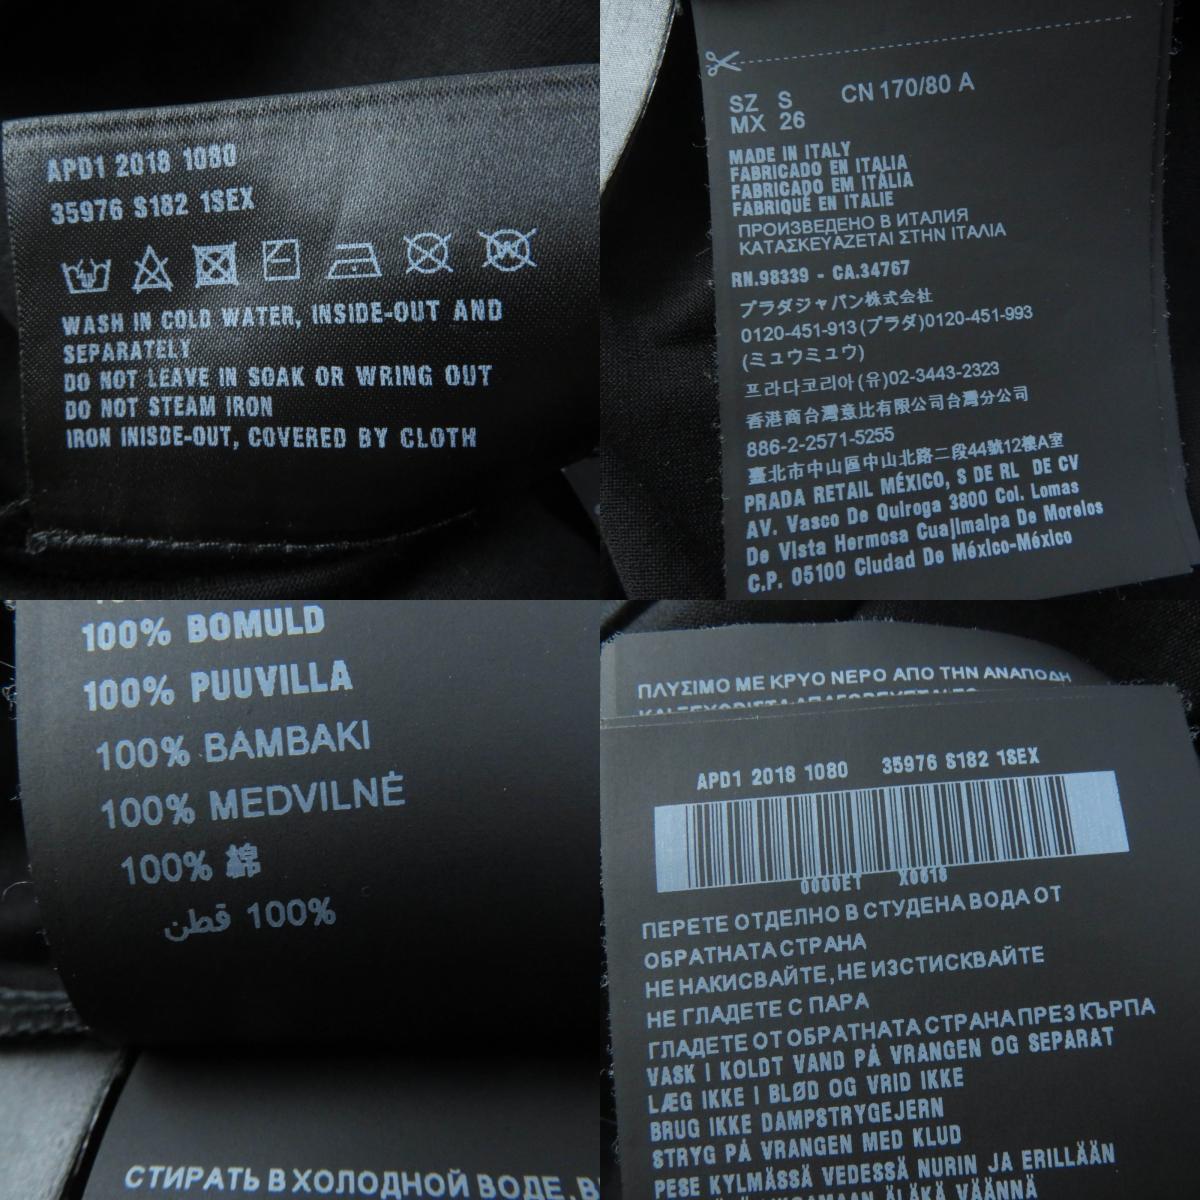 APD1 2018 1080
35976 S182 1SEX
WASH IN COLD WATER, INSIDE-OUT AND
SEPARATELY
DO NOT LEAVE IN SOAK OR WRING OUT
DO NOT STEAM IRON
IRON INISDE-OUT, COVERED BY CLOTH
SZ S CN 170/80 A
MX 26
MADE IN ITALY
FABRICADO EN ITALIA
FABRICADO EM ITÁLIA
FABRIQUÉ EN ITALIE
ПРОИЗВЕДЕНО В ИТАЛИЯ
ΚΑΤΑΣΚΕΥΑΖΕΤΑΙ ΣΤΗΝ ΙΤΑΛΙΑ
RN.98339 - CA.34767
プラダジャパン株式会社
0120-451-913(プラダ)0120-451-993
(ミュウミュウ)
프라다코리아(유)02-3443-2323
香港商台灣意比有限公司台灣分公司
886-2-2571-5255
臺北市中山區中山北路二段44號12樓A室
PRADA RETAIL MÉXICO, S DE RL DE CV
AV. Vasco De Quiroga 3800 Col. Lomas
De Vista Hermosa Cuajimalpa De Morelos
C.P. 05100 Ciudad De México-México
100% BOMULD
100% PUUVILLA
100% BAMBAKI
100% MEDVILNĖ
100% 綿
100% قطن
СТИРАТЬ В ХОЛОДНОЙ ВОДЕ, В
ΠΛΥΣΙΜΟ ΜΕ ΚΡΥΟ ΝΕΡΟ ΑΠΟ ΤΗΝ ΑΝΑΠΟΔΗ
APD1 2018 1080 35976 S182 1SEX
0000ET X0818
ПЕРЕТЕ ОТДЕЛНО В СТУДЕНА ВОДА ОТ
ОБРАТНАТА СТРАНА
НЕ НАКИСВАЙТЕ, НЕ ИЗСТИСКВАЙТЕ
НЕ ГЛАДЕТЕ С ПАРА
ГЛАДЕТЕ ОТ ОБРАТНАТА СТРАНА ПРЕЗ КЪРПА
VASK I KOLDT VAND PÅ VRANGEN OG SEPARAT
LÆG IKKE I BLØD OG VRID IKKE
BRUG IKKE DAMPSTRYGEJERN
STRYG PÅ VRANGEN MED KLUD
PESE KYLMÄSSÄ VEDESSÄ NURIN JA ERILLÄÄN
ÄLÄKÄ VÄÄNNÄ